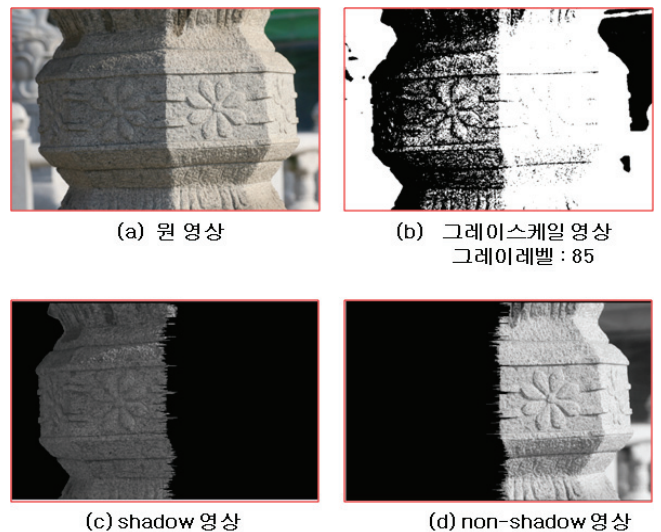 (a) 원 영상
(b) 그레이스케일 영상
그레이레벨 : 85
(c) shadow 영상
(d) non-shadow 영상